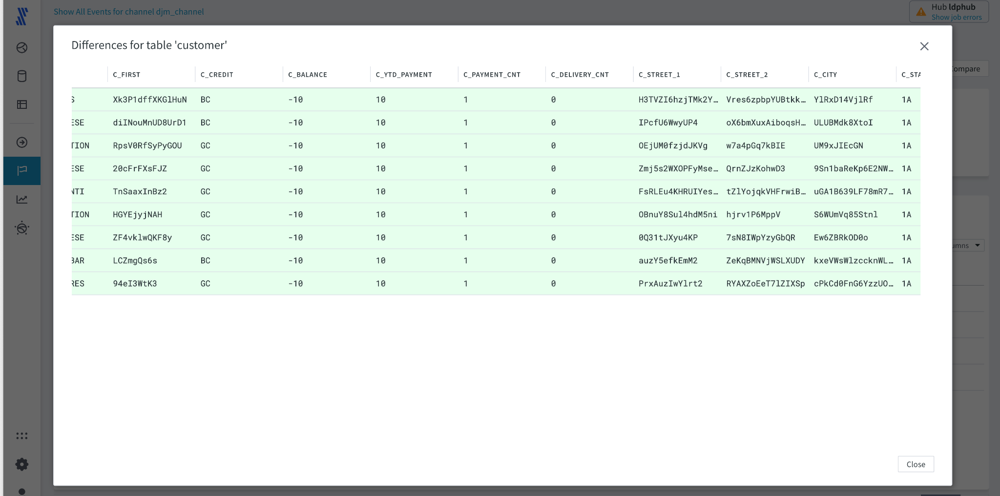 Show All Events for channel djm_channel
Hub ldphub
Show job errors
Differences for table 'customer'
ompare
C_FIRST C_CREDIT C_BALANCE C_YTD_PAYMENT C_PAYMENT_CNT C_DELIVERY_CNT C_STREET_1 C_STREET_2 C_CITY C_STA
S Xk3P1dffXKGlHuN BC -10 10 1 0 H3TVZI6hzjTMk2Y… Vres6zpbpYUBtkk… YlRxD14VjlRf 1A
ESE diINouMnUD8UrD1 BC -10 10 1 0 IPcfU6WwyUP4 oX6bmXuxAiboqsH… ULUBMdk8XtoI 1A
TION RpsV0RfSyPyGOU GC -10 10 1 0 OEjUM0fzjdJKVg w7a4pGq7kBIE UM9xJIEcGN 1A
ESE 20cFrFXsFJZ GC -10 10 1 0 Zmj5s2WXOPFyMse… QrnZJzKohwD3 9Sn1baReKp6E2NW… 1A
NTI TnSaaxInBz2 GC -10 10 1 0 FsRLEu4KHRUIYes… tZlYojqkVHFrwiB… uGA1B639LF78mR7… 1A
TION HGYEjyjNAH GC -10 10 1 0 OBnuY8Sul4hdM5ni hjrv1P6MppV S6WUmVq85Stnl 1A
ESE ZF4vklwQKF8y GC -10 10 1 0 0Q31tJXyu4KP 7sN8IWpYzyGbQR Ew6ZBRkOD0o 1A
BAR LCZmgQs6s BC -10 10 1 0 auzY5efkEmM2 ZeKqBMNVjWSLXUDY kxeVWsWlzccknWL… 1A
umns
RES 94eI3WtK3 GC -10 10 1 0 PrxAuzIwYlrt2 RYAXZoEeT7lZIXSp cPkCd0FnG6YzzUO… 1A
Close